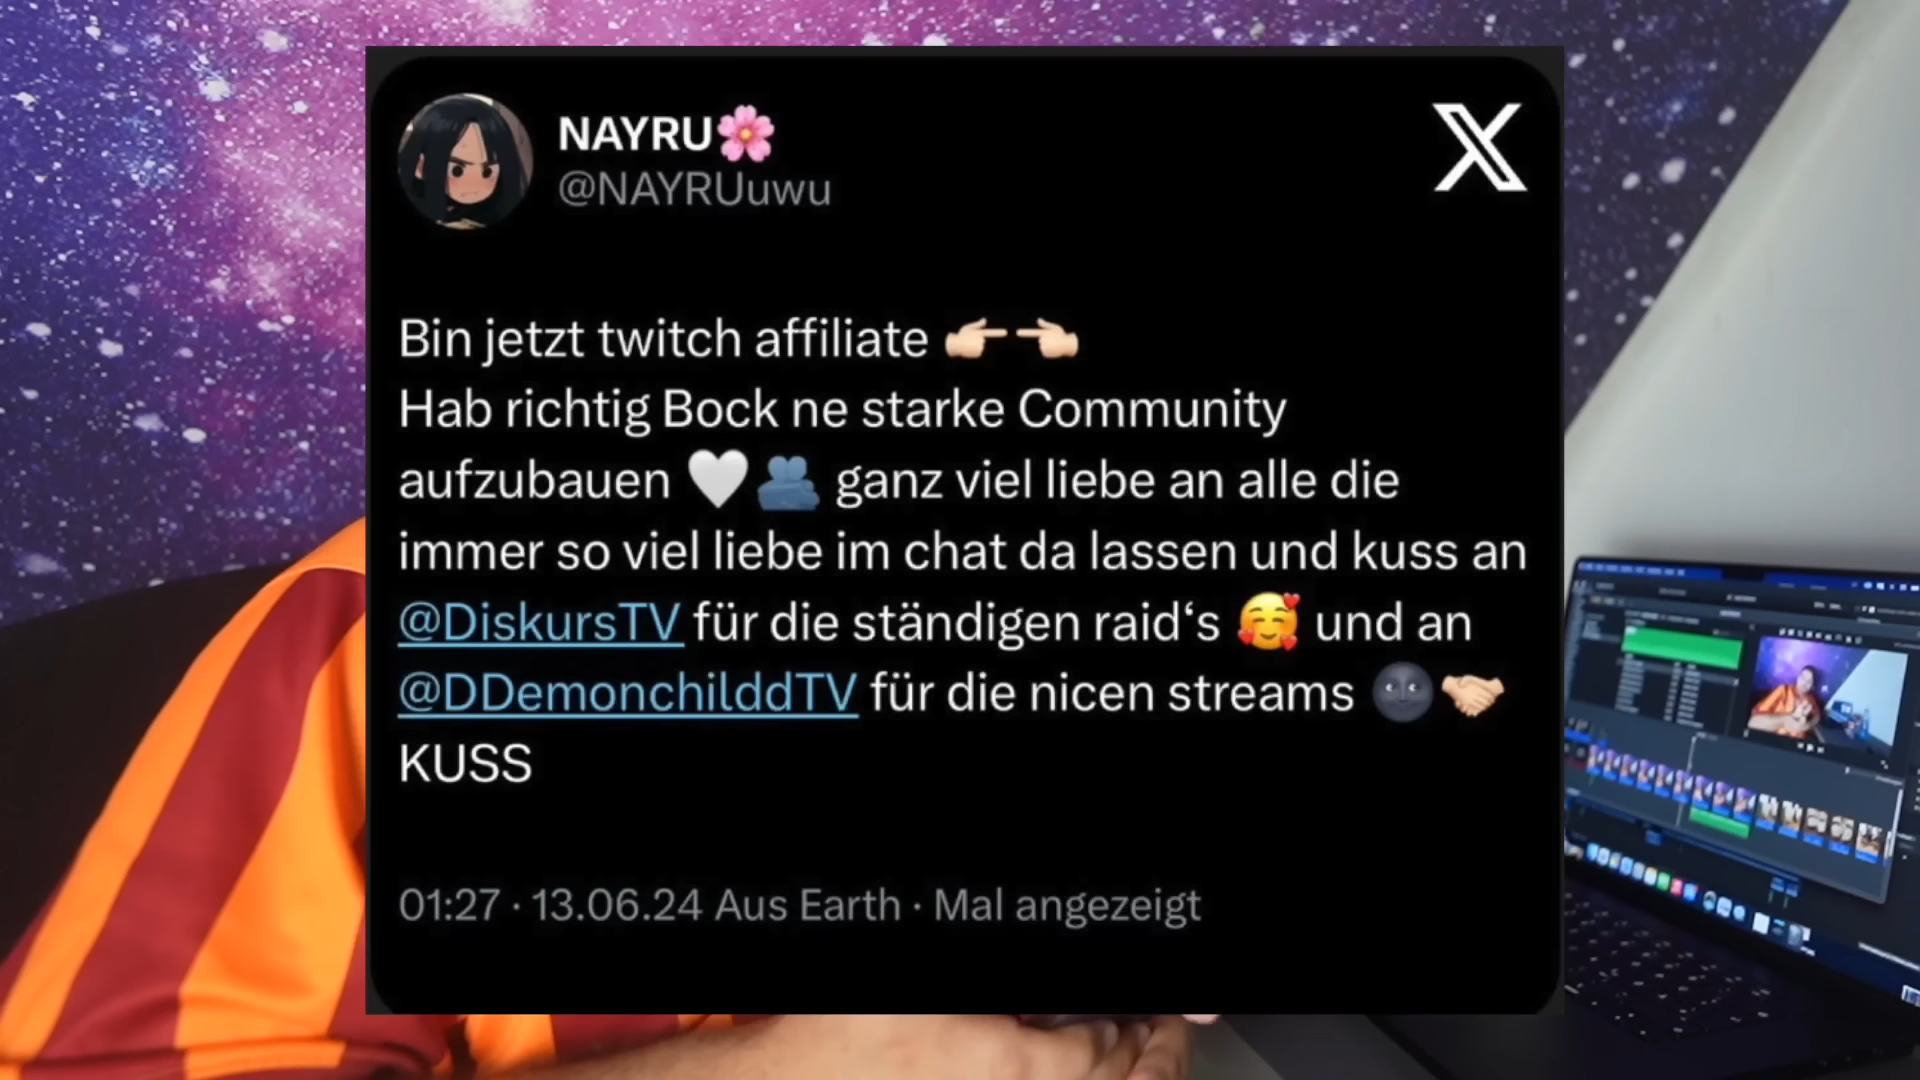 NAYRU🌸
@NAYRUuwu
Bin jetzt twitch affiliate 👉🏻👈🏻
Hab richtig Bock ne starke Community
aufzubauen 🤍🫂 ganz viel liebe an alle die
immer so viel liebe im chat da lassen und kuss an
@DiskursTV für die ständigen raid‘s 🥰 und an
@DDemonchilddTV für die nicen streams 🌚🤝🏻
KUSS
01:27 · 13.06.24 Aus Earth · Mal angezeigt